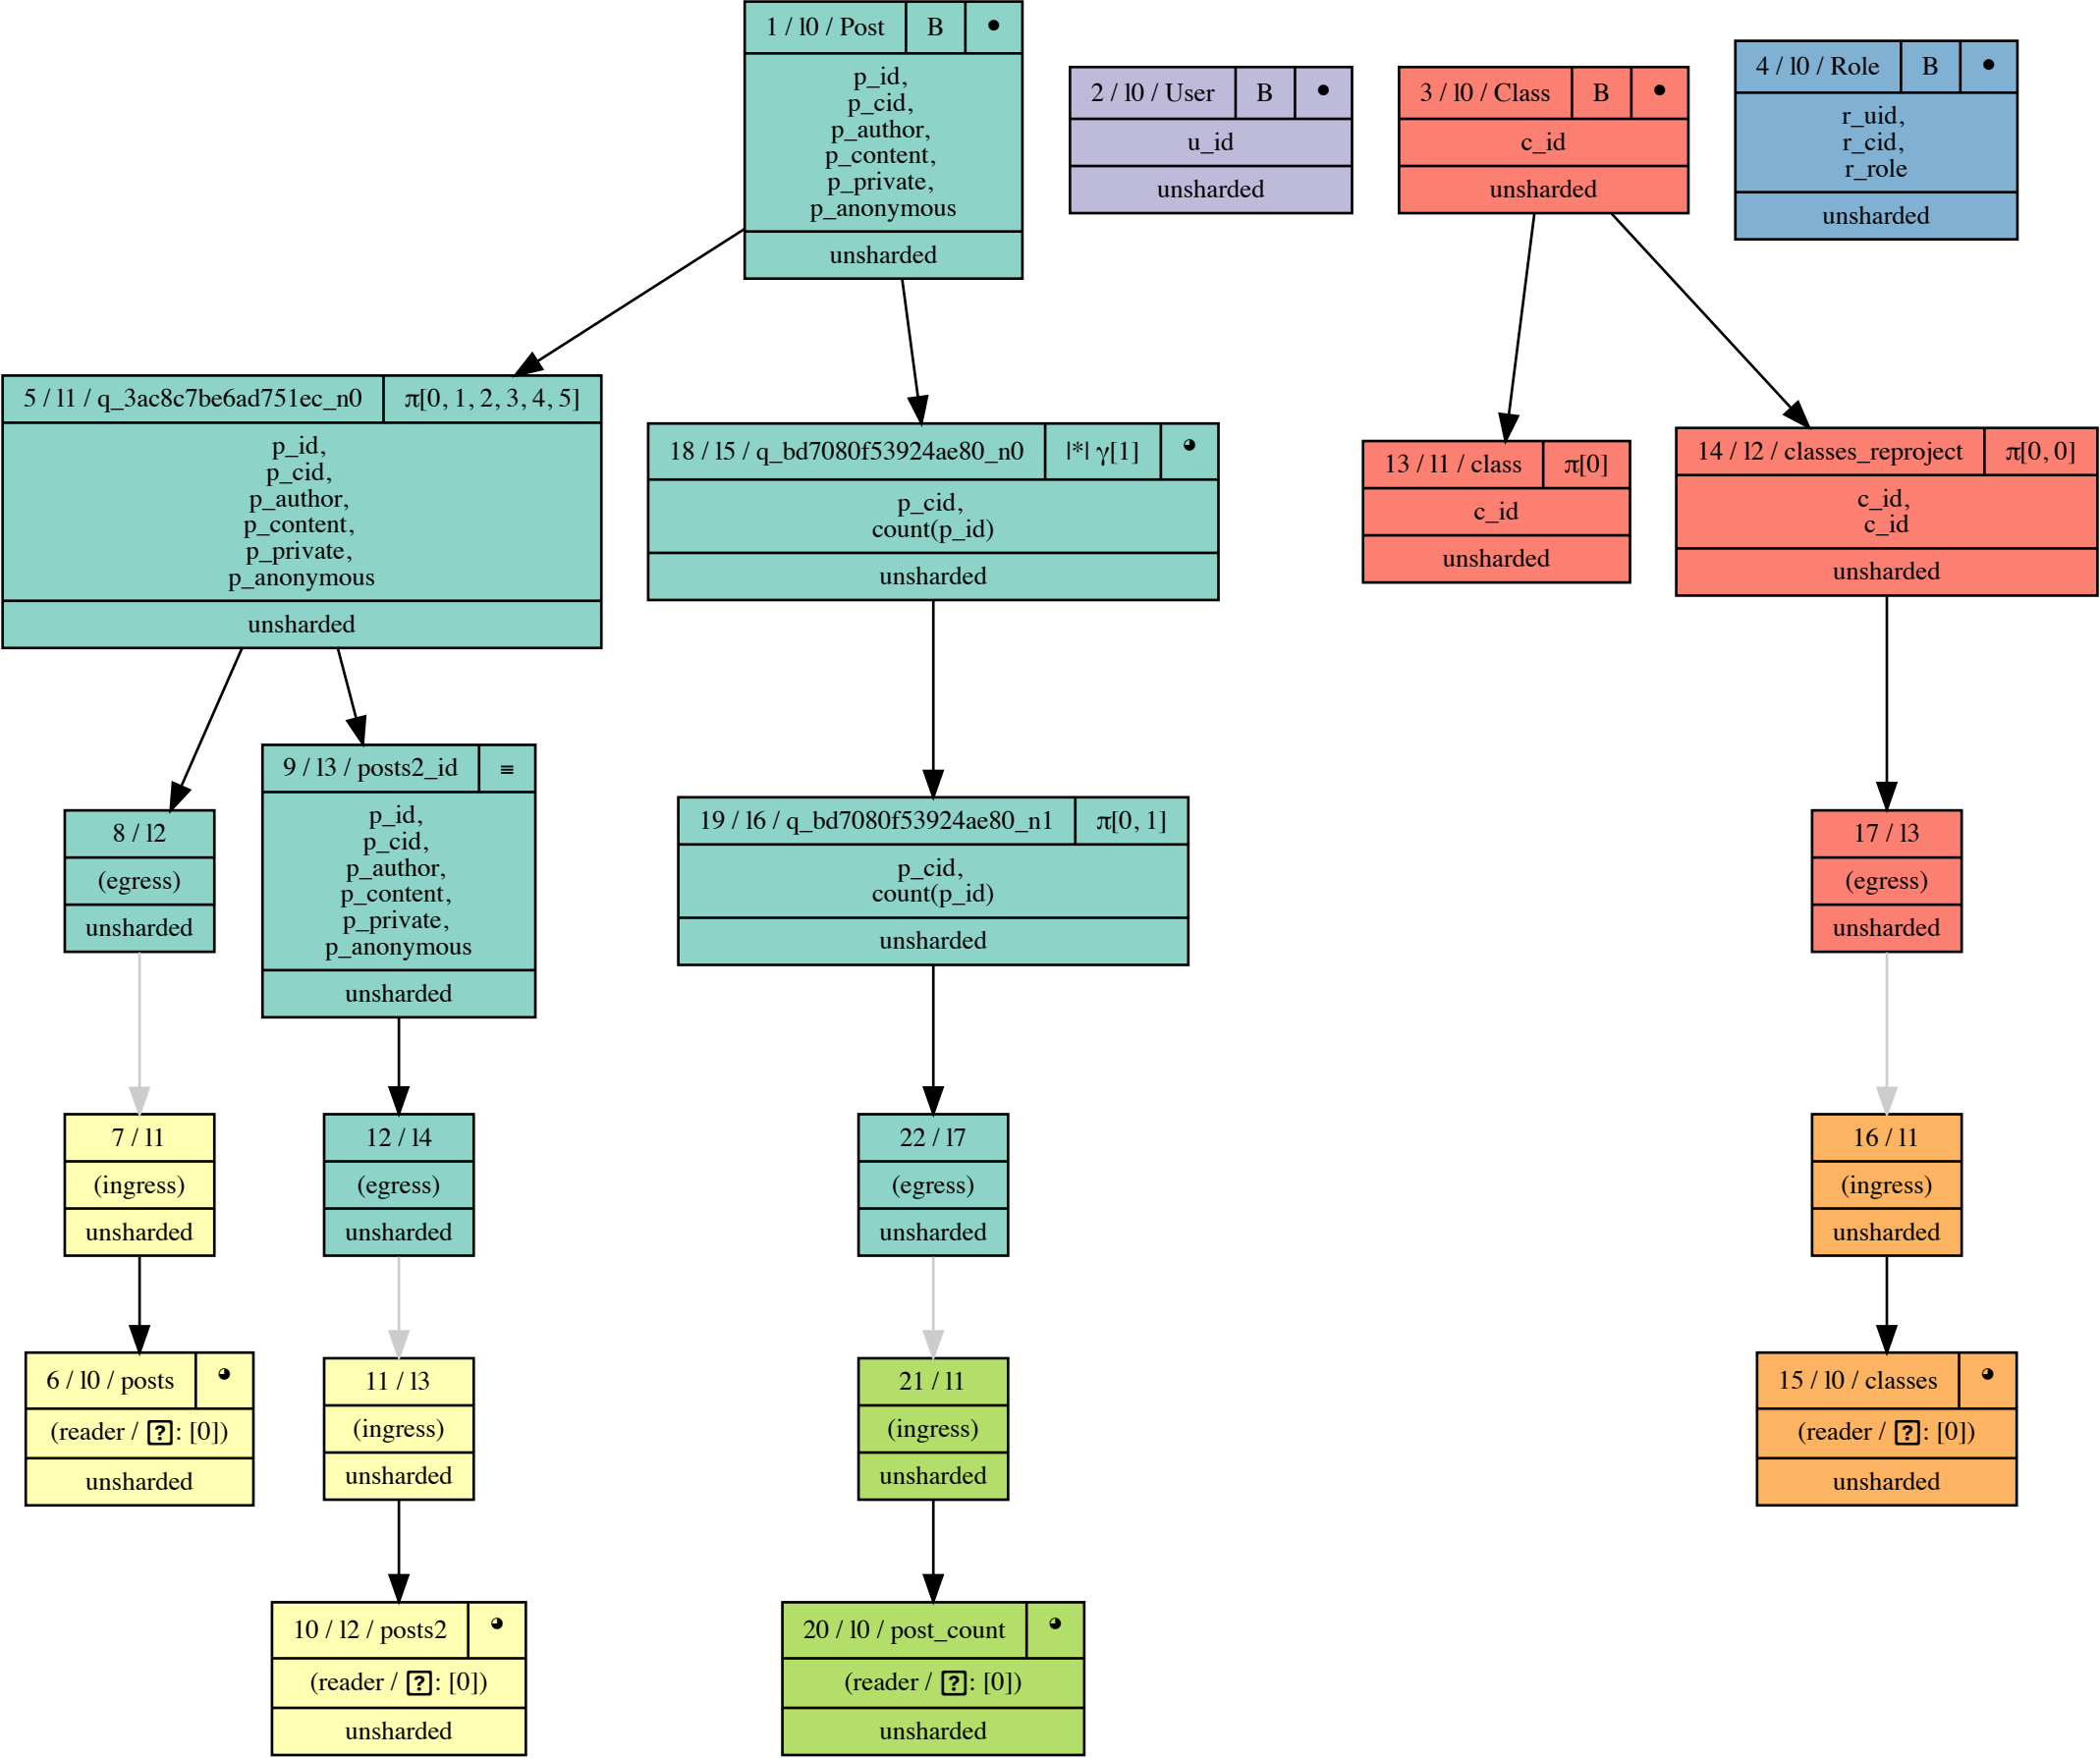 1 / l0 / Post B ●
p_id,
p_cid,
p_author,
p_content,
p_private,
p_anonymous
unsharded
2 / l0 / User B ●
u_id
unsharded
3 / l0 / Class B ●
c_id
unsharded
4 / l0 / Role B ●
r_uid,
r_cid,
r_role
unsharded
5 / l1 / q_3ac8c7be6ad751ec_n0 π[0, 1, 2, 3, 4, 5]
p_id,
p_cid,
p_author,
p_content,
p_private,
p_anonymous
unsharded
18 / l5 / q_bd7080f53924ae80_n0 |*| γ[1] ◕
p_cid,
count(p_id)
unsharded
13 / l1 / class π[0]
c_id
unsharded
14 / l2 / classes_reproject π[0, 0]
c_id,
c_id
unsharded
8 / l2
(egress)
unsharded
9 / l3 / posts2_id ≡
p_id,
p_cid,
p_author,
p_content,
p_private,
p_anonymous
unsharded
19 / l6 / q_bd7080f53924ae80_n1 π[0, 1]
p_cid,
count(p_id)
unsharded
17 / l3
(egress)
unsharded
7 / l1
(ingress)
unsharded
12 / l4
(egress)
unsharded
22 / l7
(egress)
unsharded
16 / l1
(ingress)
unsharded
6 / l0 / posts ◕
(reader / ⍰: [0])
unsharded
11 / l3
(ingress)
unsharded
21 / l1
(ingress)
unsharded
15 / l0 / classes ◕
(reader / ⍰: [0])
unsharded
10 / l2 / posts2 ◕
(reader / ⍰: [0])
unsharded
20 / l0 / post_count ◕
(reader / ⍰: [0])
unsharded